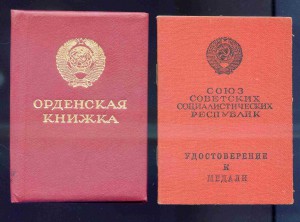 ОРДЕНСКАЯ
КНИЖКА
СОЮЗ
СОВЕТСКИХ
СОЦИАЛИСТИЧЕСКИХ
РЕСПУБЛИК
УДОСТОВЕРЕНИЕ
К
МЕДАЛИ